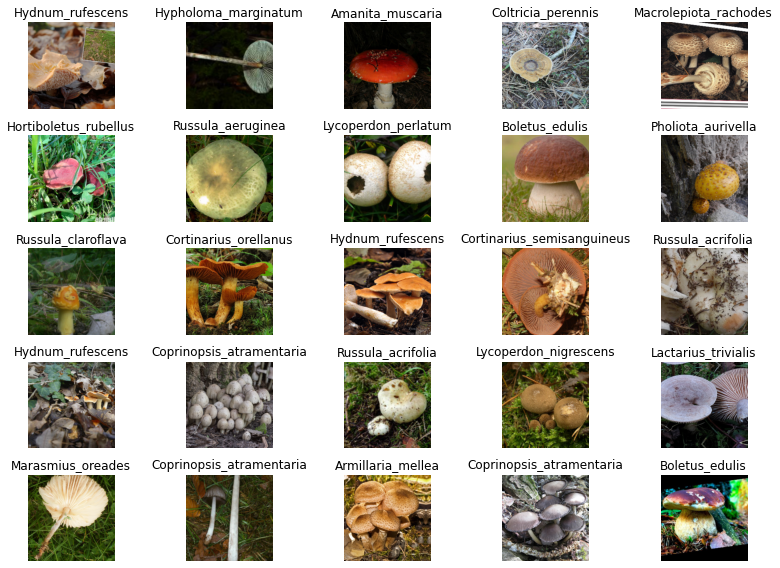 Hydnum_rufescens
Hypholoma_marginatum
Amanita_muscaria
Coltricia_perennis
Macrolepiota_rachodes
Hortiboletus_rubellus
Russula_aeruginea
Lycoperdon_perlatum
Boletus_edulis
Pholiota_aurivella
Russula_claroflava
Cortinarius_orellanus
Hydnum_rufescens
Cortinarius_semisanguineus
Russula_acrifolia
Hydnum_rufescens
Coprinopsis_atramentaria
Russula_acrifolia
Lycoperdon_nigrescens
Lactarius_trivialis
Marasmius_oreades
Coprinopsis_atramentaria
Armillaria_mellea
Coprinopsis_atramentaria
Boletus_edulis